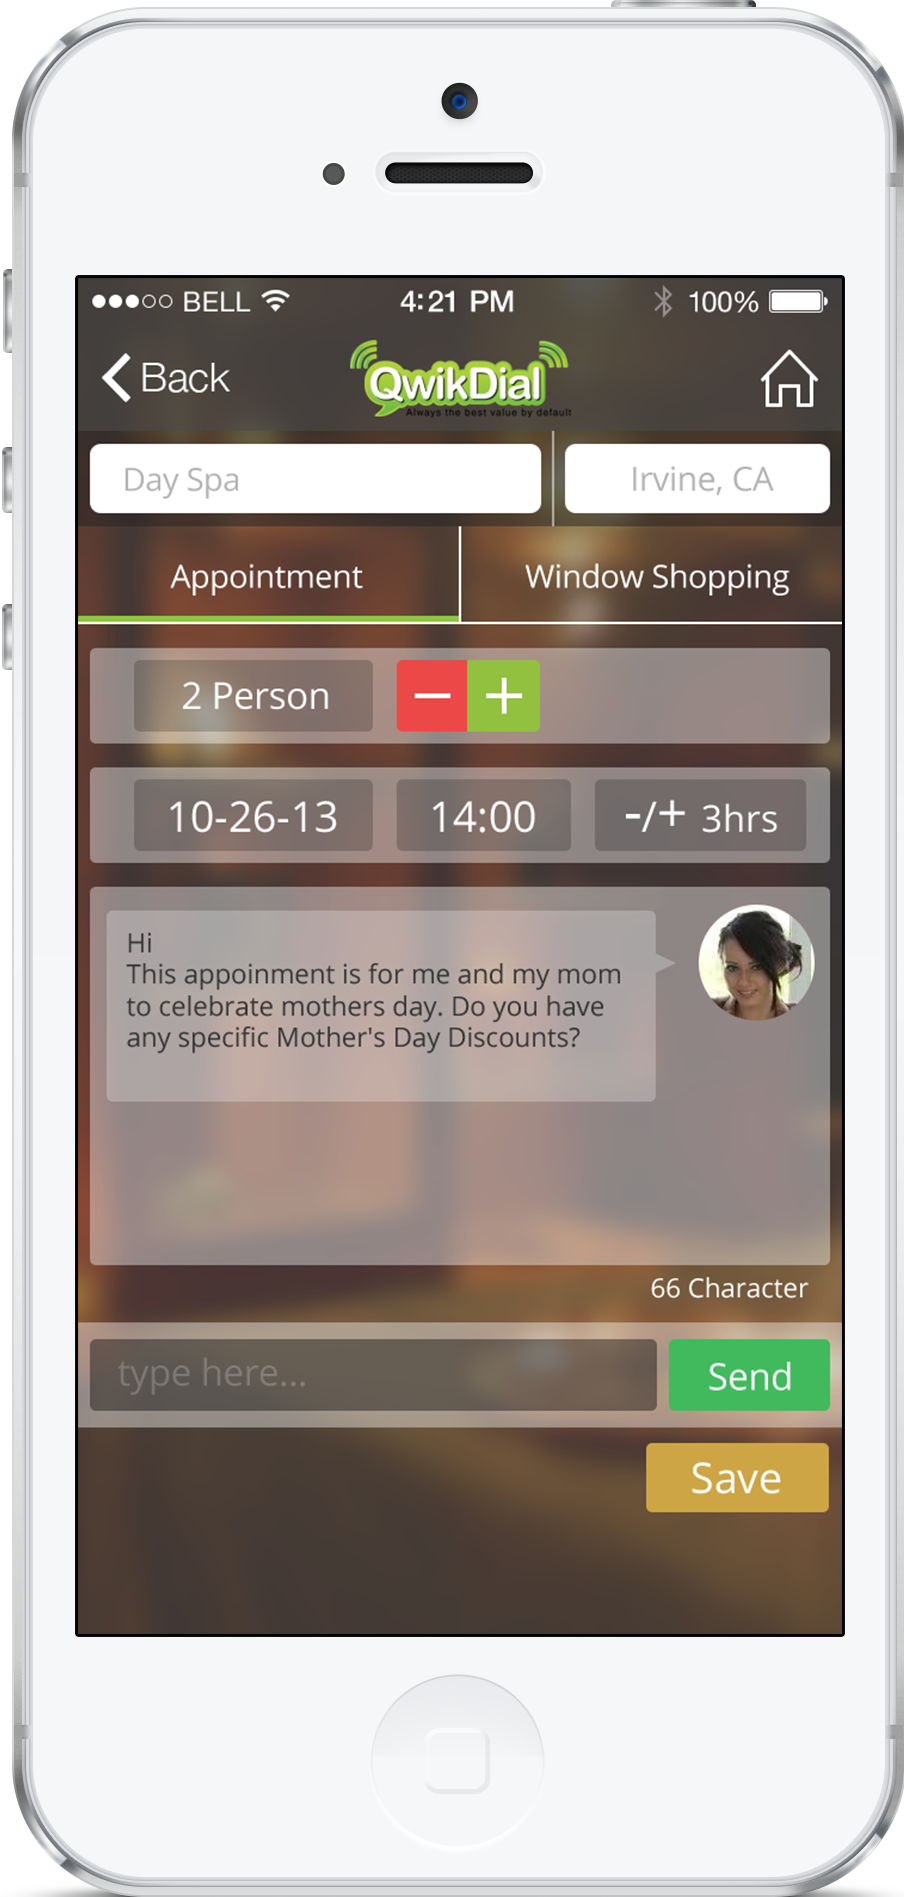 BELL 4:21 PM 100%
Back QwikDial
Always the best value by default
Day Spa Irvine, CA
Appointment Window Shopping
2 Person − +
10-26-13 14:00 -/+ 3hrs
Hi
This appoinment is for me and my mom
to celebrate mothers day. Do you have
any specific Mother's Day Discounts?
66 Character
type here... Send
Save